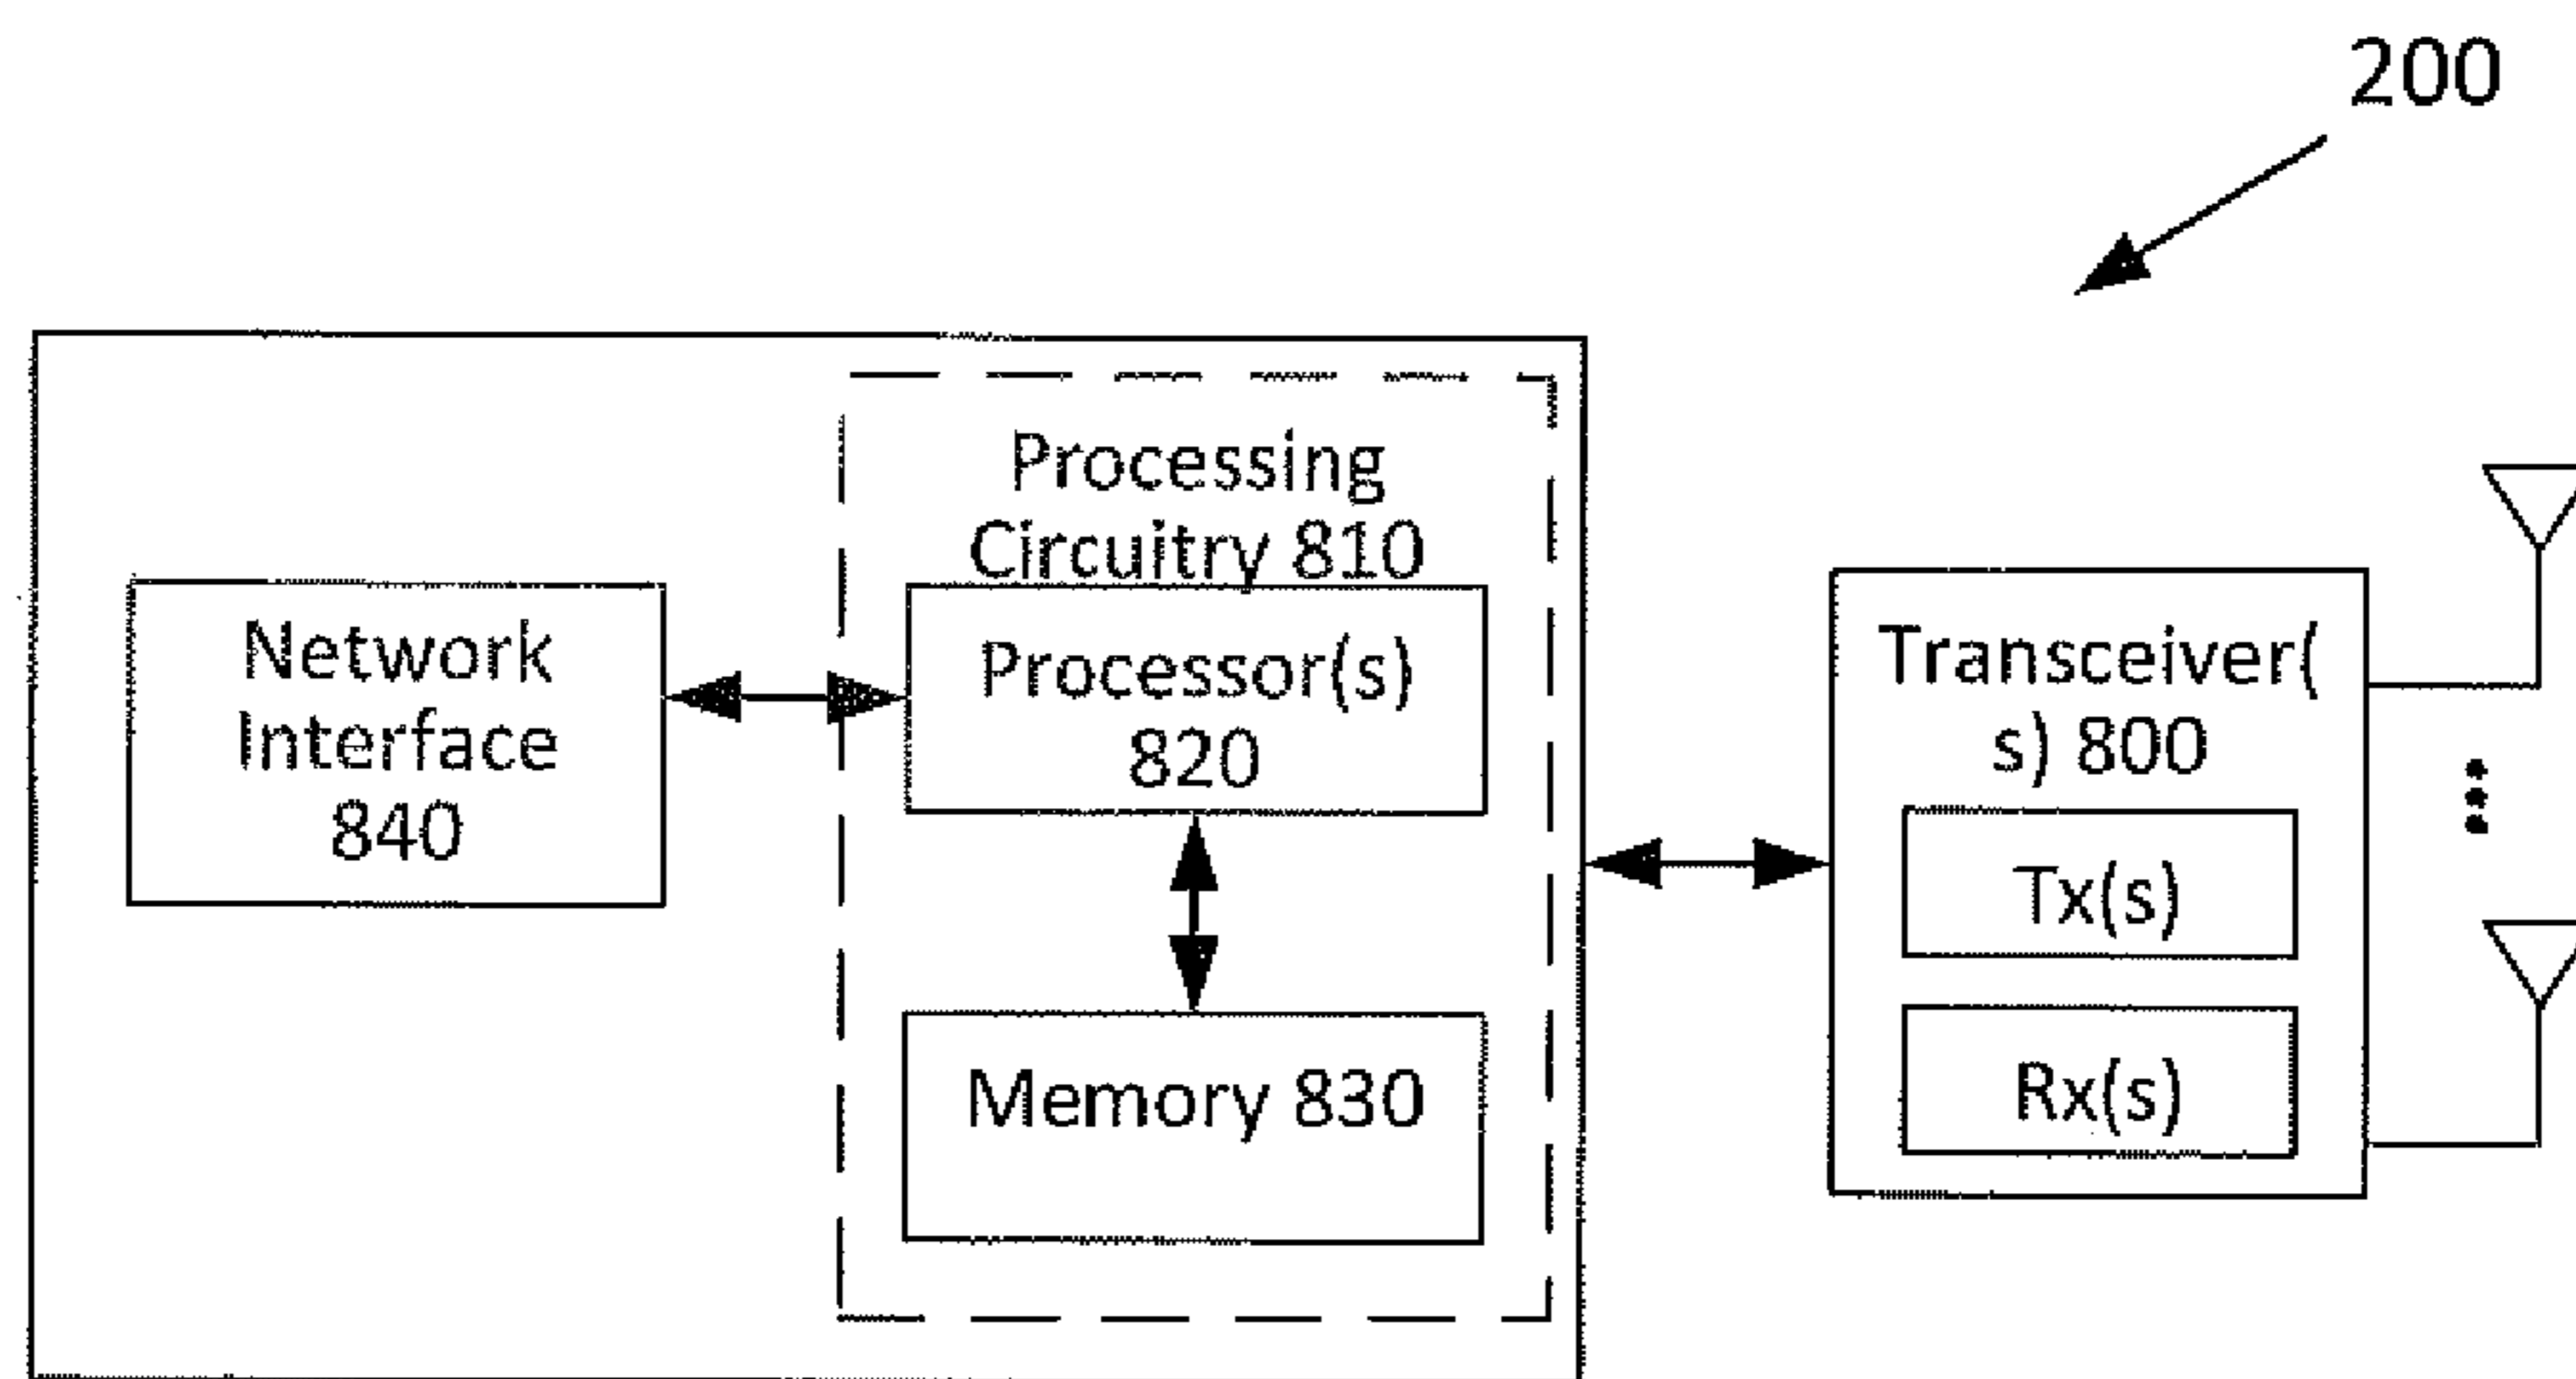 200
Processing
Circuitry 810
Network
Interface
840
Processor(s)
820
Memory 830
Transceiver(
s) 800
Tx(s)
Rx(s)